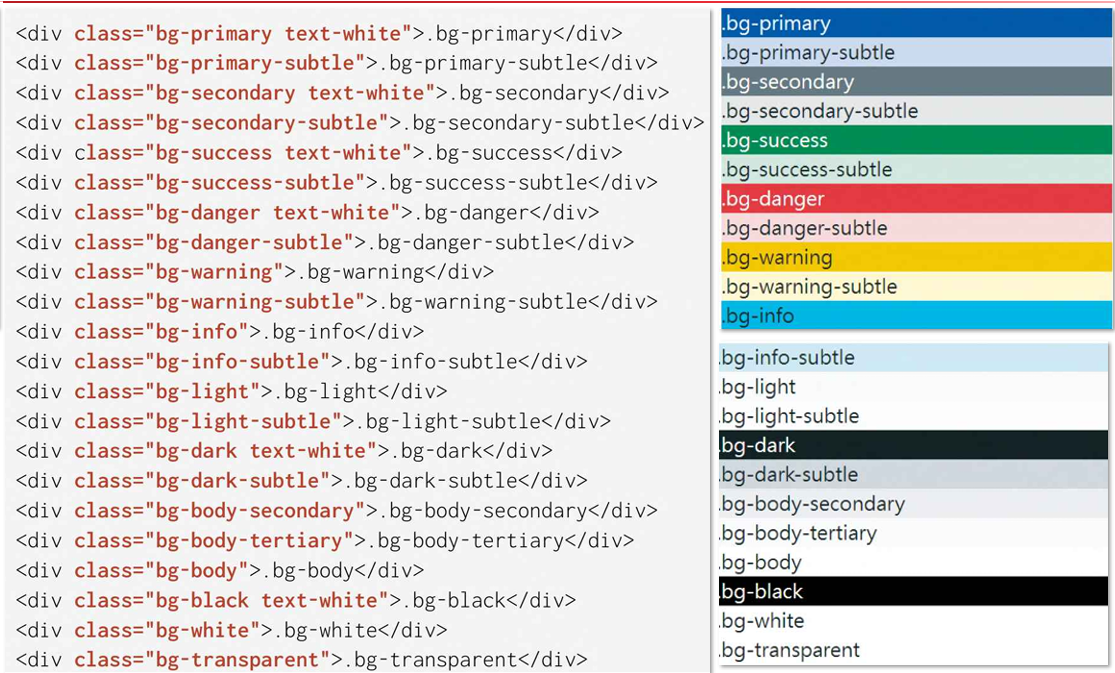 <div class="bg-primary text-white">.bg-primary</div>
<div class="bg-primary-subtle">.bg-primary-subtle</div>
<div class="bg-secondary text-white">.bg-secondary</div>
<div class="bg-secondary-subtle">.bg-secondary-subtle</div>
<div class="bg-success text-white">.bg-success</div>
<div class="bg-success-subtle">.bg-success-subtle</div>
<div class="bg-danger text-white">.bg-danger</div>
<div class="bg-danger-subtle">.bg-danger-subtle</div>
<div class="bg-warning">.bg-warning</div>
<div class="bg-warning-subtle">.bg-warning-subtle</div>
<div class="bg-info">.bg-info</div>
<div class="bg-info-subtle">.bg-info-subtle</div>
<div class="bg-light">.bg-light</div>
<div class="bg-light-subtle">.bg-light-subtle</div>
<div class="bg-dark text-white">.bg-dark</div>
<div class="bg-dark-subtle">.bg-dark-subtle</div>
<div class="bg-body-secondary">.bg-body-secondary</div>
<div class="bg-body-tertiary">.bg-body-tertiary</div>
<div class="bg-body">.bg-body</div>
<div class="bg-black text-white">.bg-black</div>
<div class="bg-white">.bg-white</div>
<div class="bg-transparent">.bg-transparent</div>
.bg-primary
.bg-primary-subtle
.bg-secondary
.bg-secondary-subtle
.bg-success
.bg-success-subtle
.bg-danger
.bg-danger-subtle
.bg-warning
.bg-warning-subtle
.bg-info
.bg-info-subtle
.bg-light
.bg-light-subtle
.bg-dark
.bg-dark-subtle
.bg-body-secondary
.bg-body-tertiary
.bg-body
.bg-black
.bg-white
.bg-transparent